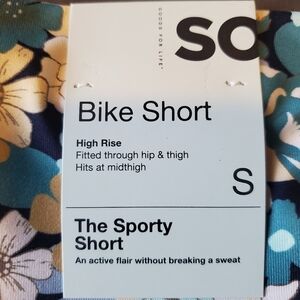 SO
GOODS FOR LIFE
Bike Short
High Rise
Fitted through hip & thigh
Hits at midthigh
S
The Sporty
Short
An active flair without breaking a sweat